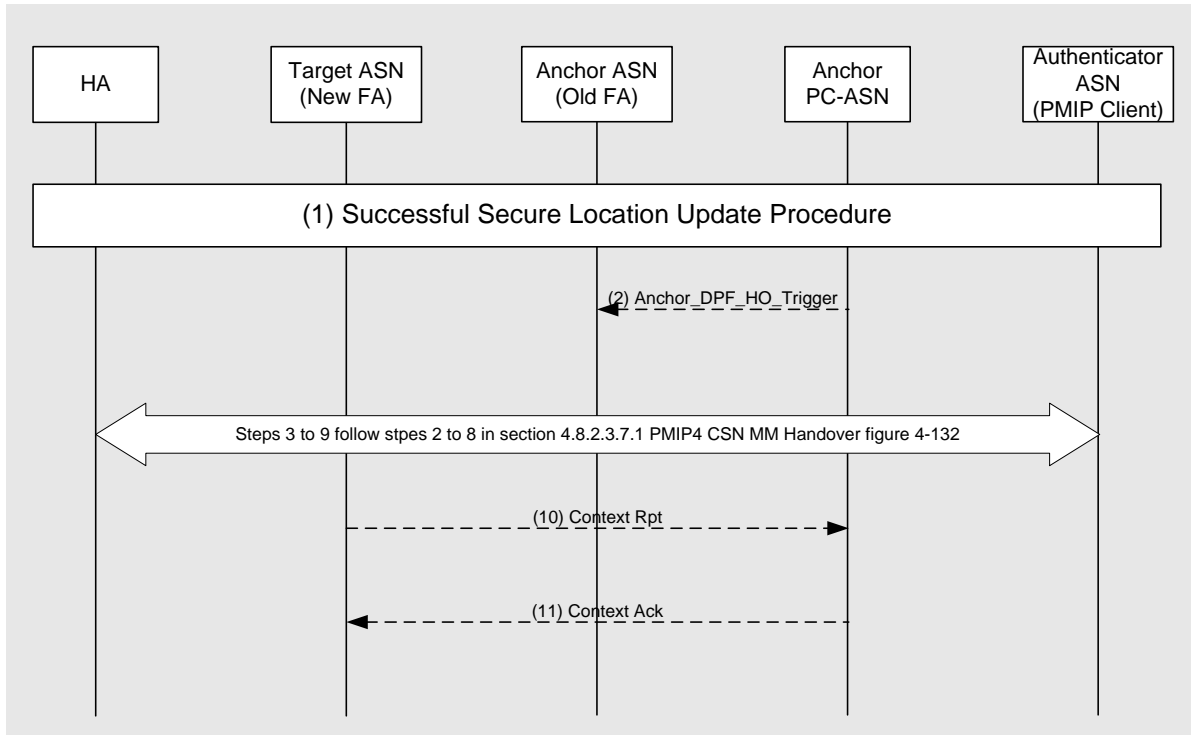 HA
Target ASN
(New FA)
Anchor ASN
(Old FA)
Anchor
PC-ASN
Authenticator
ASN
(PMIP Client)
(1) Successful Secure Location Update Procedure
(2) Anchor_DPF_HO_Trigger
Steps 3 to 9 follow stpes 2 to 8 in section 4.8.2.3.7.1 PMIP4 CSN MM Handover figure 4-132
(10) Context Rpt
(11) Context Ack